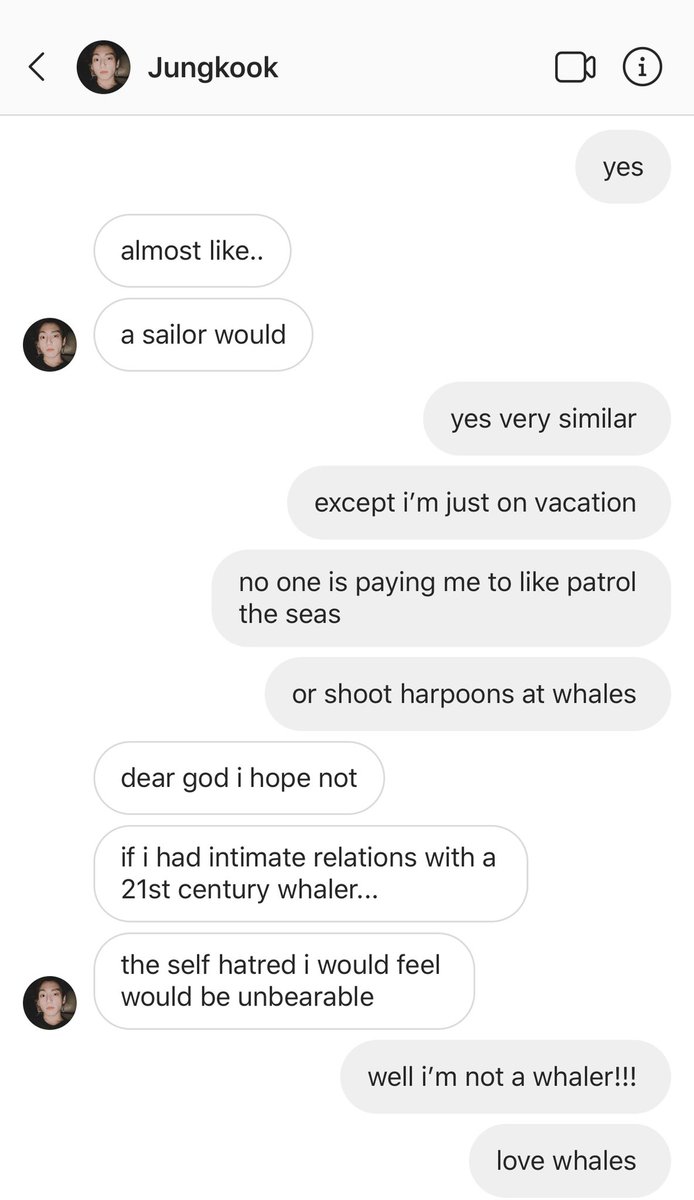 Jungkook
yes
almost like..
a sailor would
yes very similar
except i’m just on vacation
no one is paying me to like patrol
the seas
or shoot harpoons at whales
dear god i hope not
if i had intimate relations with a
21st century whaler...
the self hatred i would feel
would be unbearable
well i’m not a whaler!!!
love whales